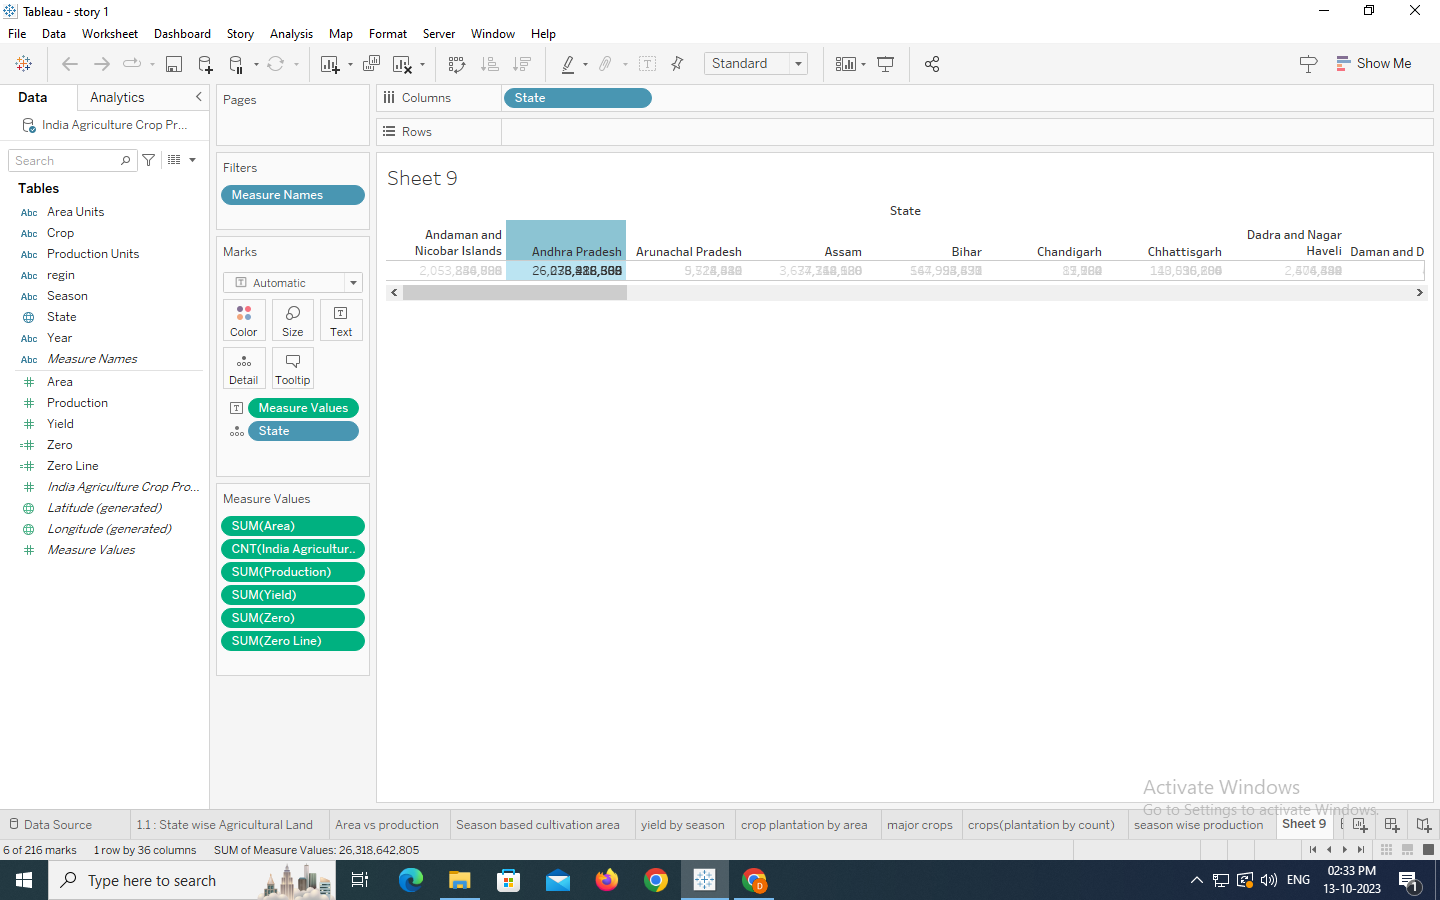 Tableau - story 1
File Data Worksheet Dashboard Story Analysis Map Format Server Window Help
Standard
Show Me
Data Analytics
India Agriculture Crop Pr...
Search
Tables
Abc Area Units
Abc Crop
Abc Production Units
Abc regin
Abc Season
State
Abc Year
Abc Measure Names
Area
Production
Yield
Zero
Zero Line
India Agriculture Crop Pro...
Latitude (generated)
Longitude (generated)
Measure Values
Pages
Filters
Measure Names
Marks
Automatic
Color Size Text
Detail Tooltip
Measure Values
State
Measure Values
SUM(Area)
CNT(India Agricultur..
SUM(Production)
SUM(Yield)
SUM(Zero)
SUM(Zero Line)
Columns State
Rows
Sheet 9
State
Andaman and
Nicobar Islands
Andhra Pradesh
Arunachal Pradesh
Assam
Bihar
Chandigarh
Chhattisgarh
Dadra and Nagar
Haveli
Daman and D
Activate Windows
Go to Settings to activate Windows.
Data Source 1.1 : State wise Agricultural Land Area vs production Season based cultivation area yield by season crop plantation by area major crops crops(plantation by count) season wise production Sheet 9
6 of 216 marks 1 row by 36 columns SUM of Measure Values: 26,318,642,805
Type here to search
ENG
02:33 PM
13-10-2023
1